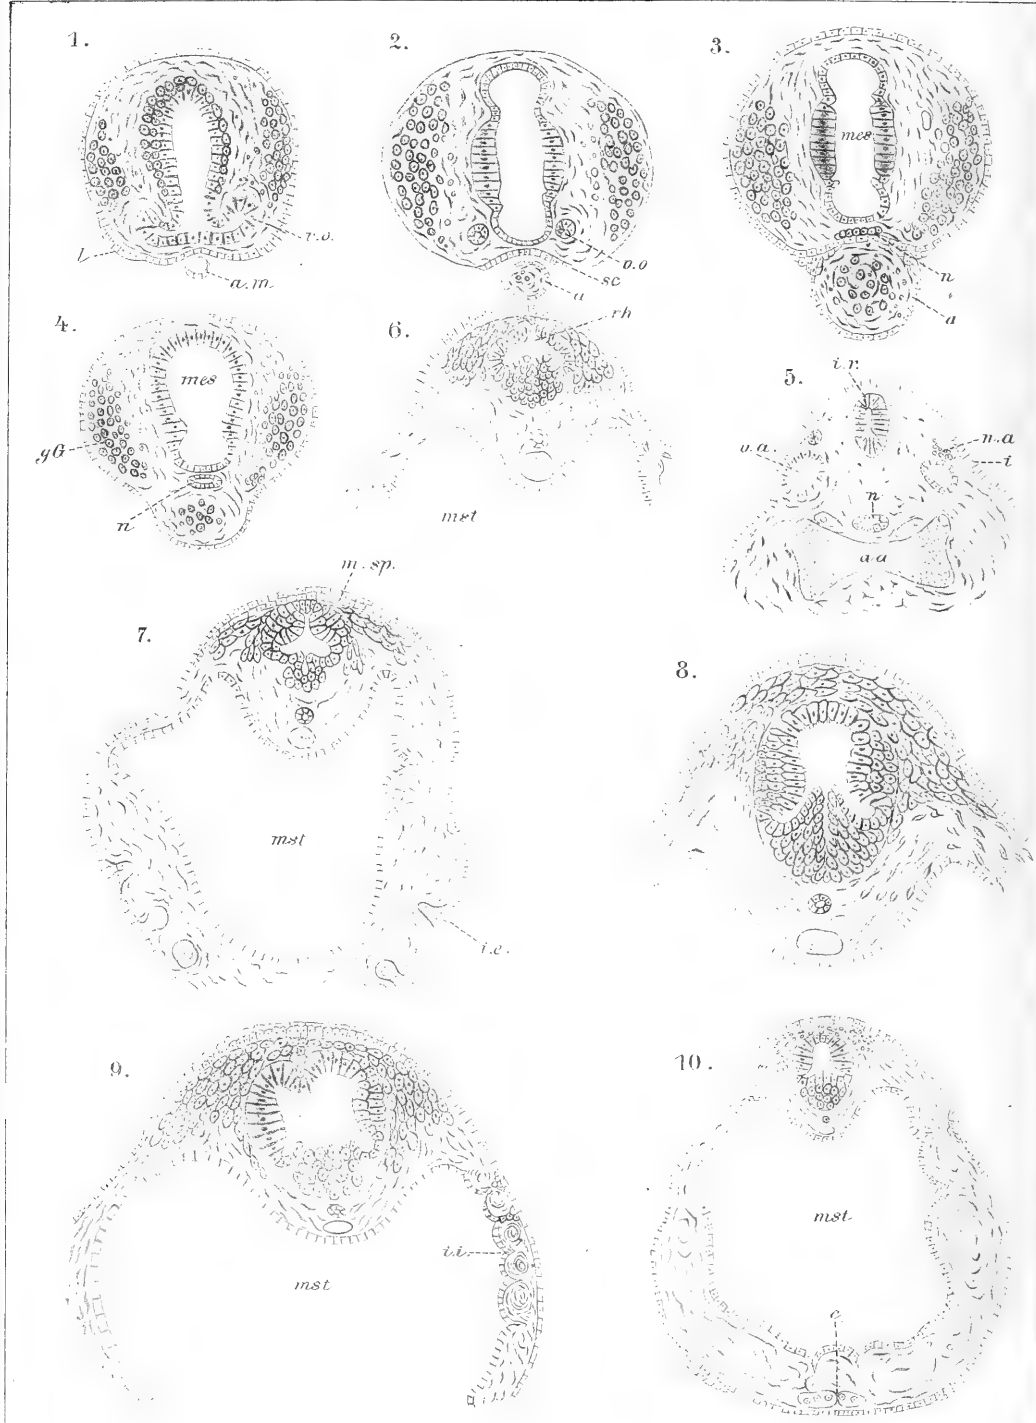 1.
2.
3.
mes
l
r.o.
a.m.
o.o
sc
a
n
a
4.
6.
rh
mes
gG
n
mst
5.
i.r.
o.a.
n.a
i
n
a a
m.sp.
7.
mst
i.c.
8.
9.
i.i.
mst
10.
mst
c